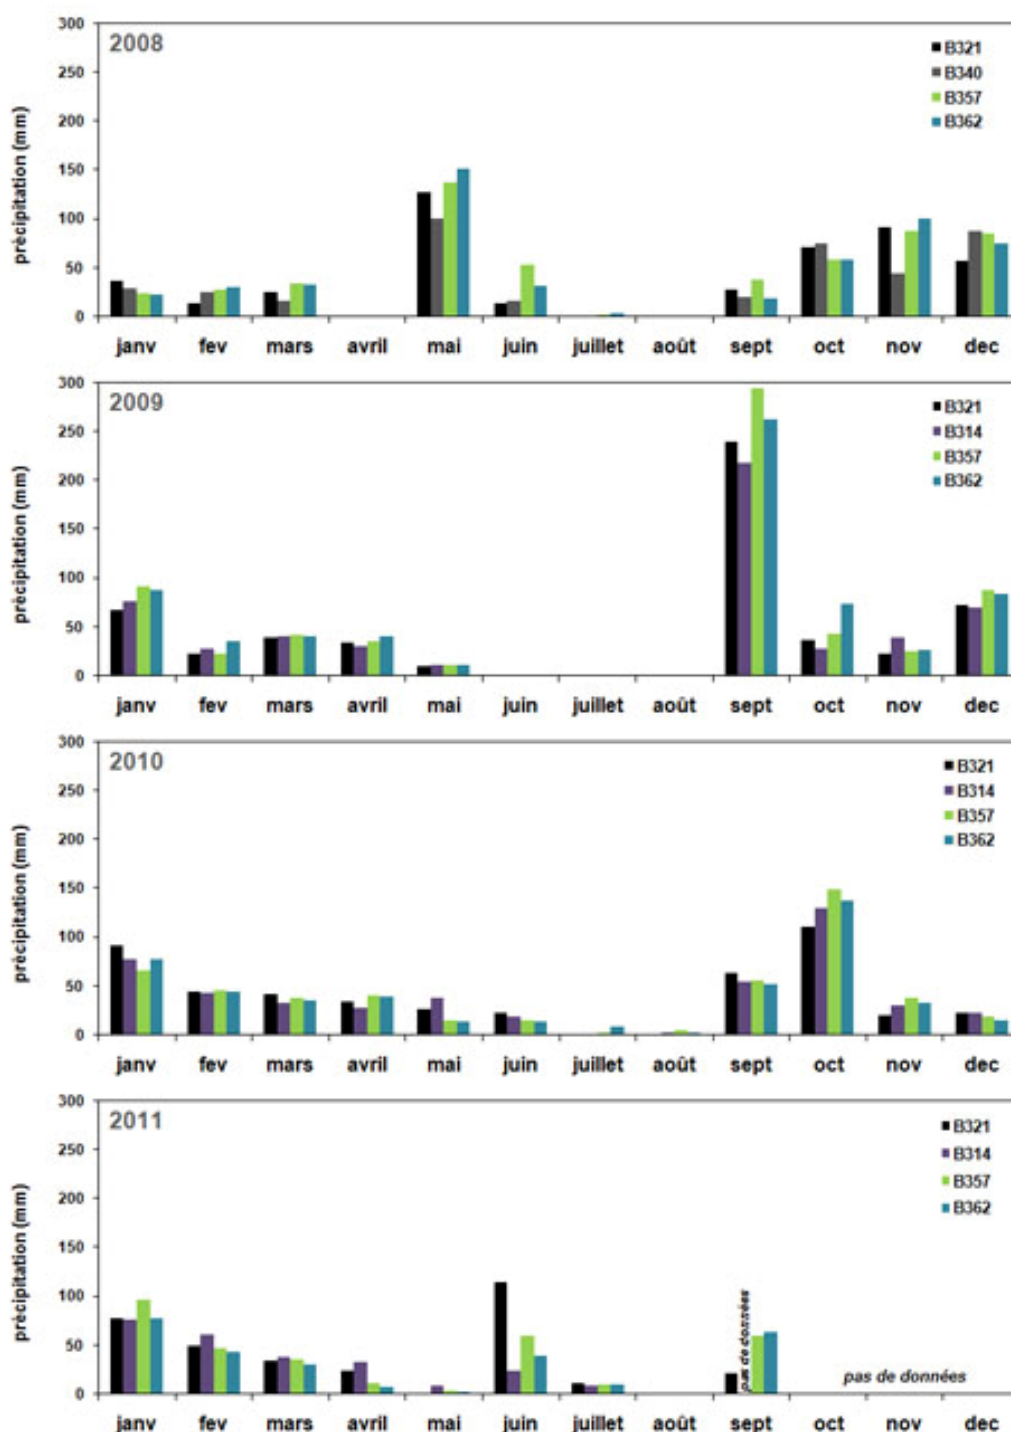 2008
B321
B340
B357
B362
précipitation (mm)
300
250
200
150
100
50
0
janv fev mars avril mai juin juillet août sept oct nov dec
2009
B321
B314
B357
B362
précipitation (mm)
300
250
200
150
100
50
0
janv fev mars avril mai juin juillet août sept oct nov dec
2010
B321
B314
B357
B362
précipitation (mm)
300
250
200
150
100
50
0
janv fev mars avril mai juin juillet août sept oct nov dec
2011
B321
B314
B357
B362
précipitation (mm)
300
250
200
150
100
50
0
pas de données
pas de données
janv fev mars avril mai juin juillet août sept oct nov dec